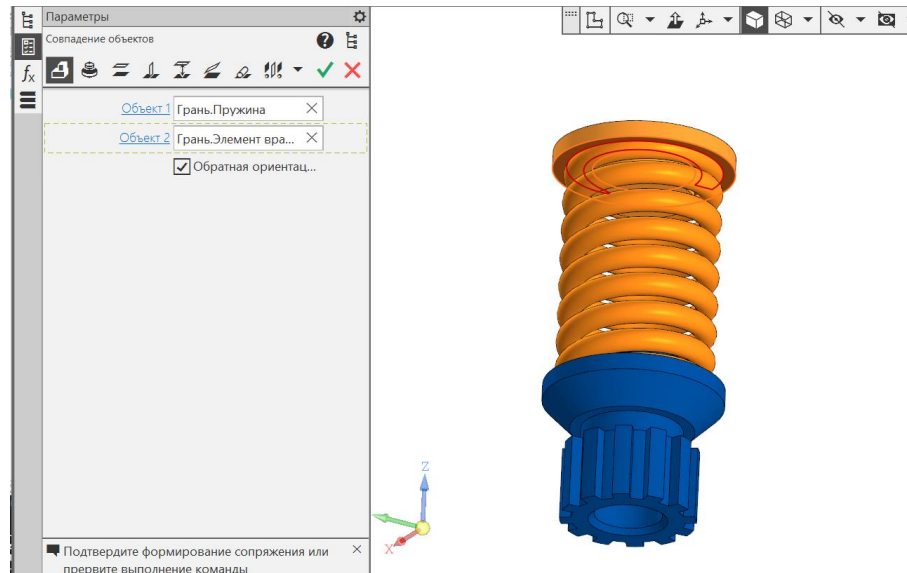 Параметры
Совпадение объектов
fx
Объект 1 Грань.Пружина
Объект 2 Грань.Элемент вра...
Обратная ориентац...
Z
X
Подтвердите формирование сопряжения или
прервите выполнение команды